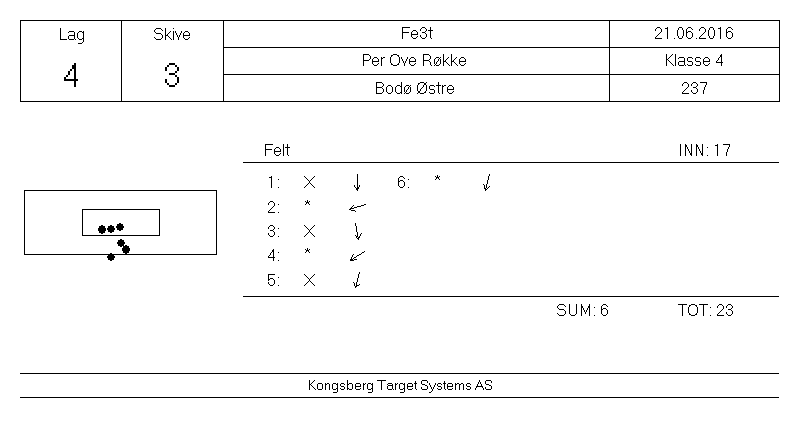 Lag Skive Fe3t 21.06.2016
4 3 Per Ove Røkke Klasse 4
Bodø Østre 237
Felt INN: 17
1: X ↓ 6: * ↓
2: * ←
3: X ↓
4: * ↙
5: X ↓
SUM: 6 TOT: 23
Kongsberg Target Systems AS